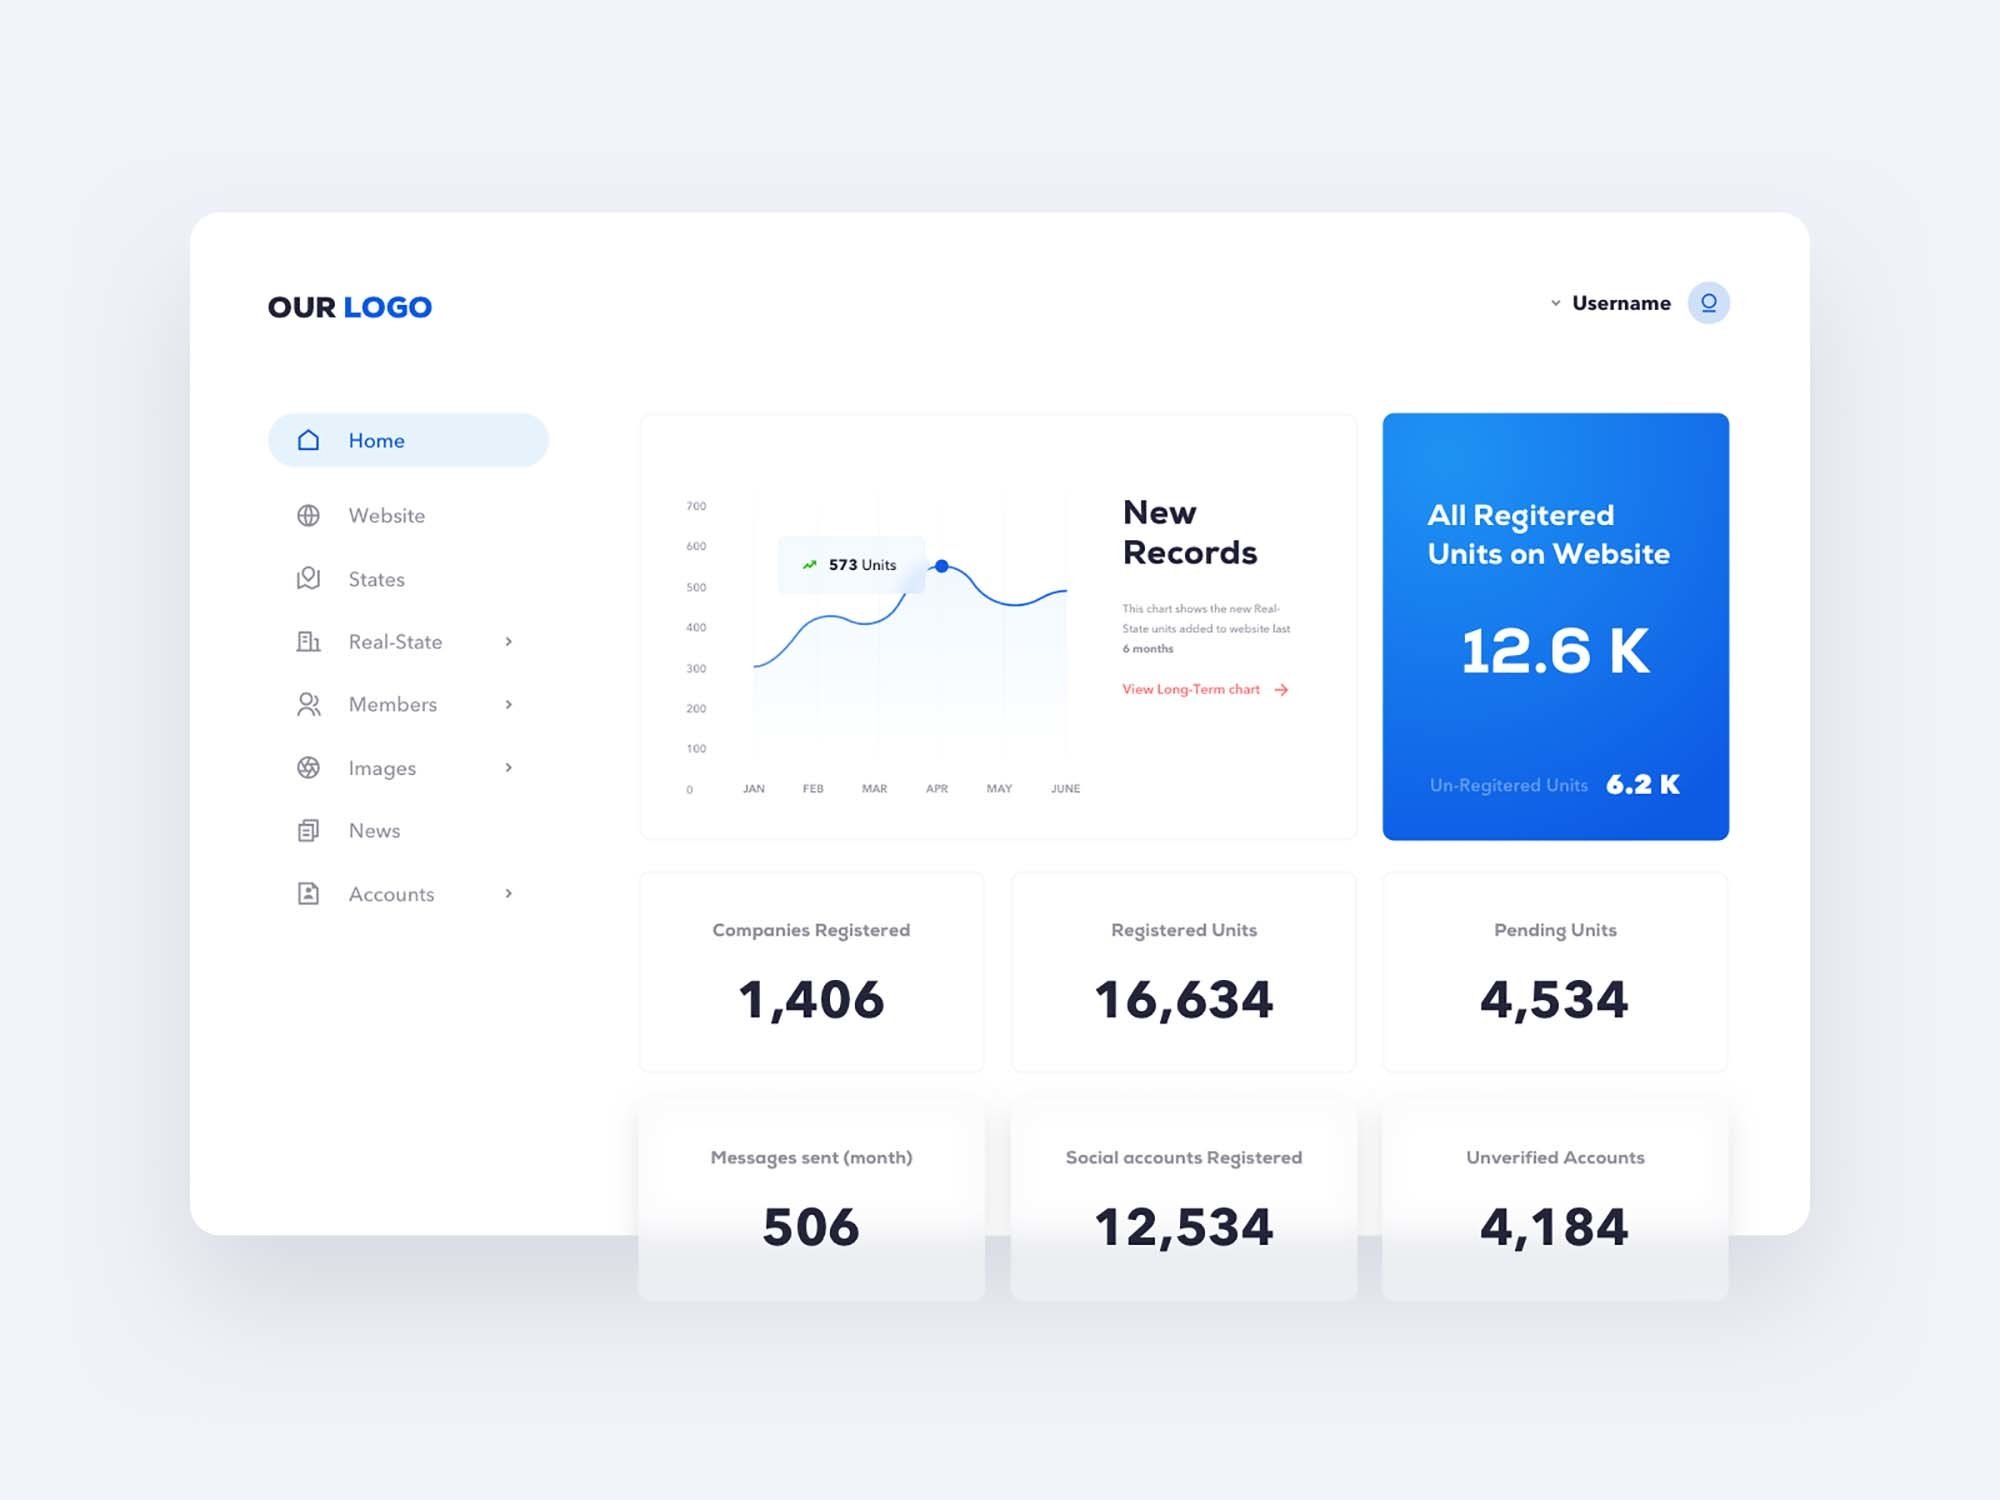 OUR LOGO
Username
Home
Website
States
Real-State
Members
Images
News
Accounts
700
600
500
400
300
200
100
0
573 Units
JAN FEB MAR APR MAY JUNE
New
Records
This chart shows the new Real-
State units added to website last
6 months
View Long-Term chart
All Regitered
Units on Website
12.6 K
Un-Regitered Units 6.2 K
Companies Registered
1,406
Registered Units
16,634
Pending Units
4,534
Messages sent (month)
506
Social accounts Registered
12,534
Unverified Accounts
4,184